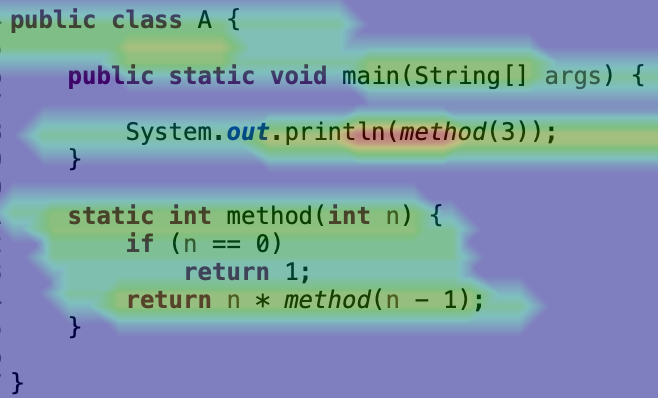 public class A {
public static void main(String[] args) {
System.out.println(method(3));
}
static int method(int n) {
if (n == 0)
return 1;
return n * method(n - 1);
}
}